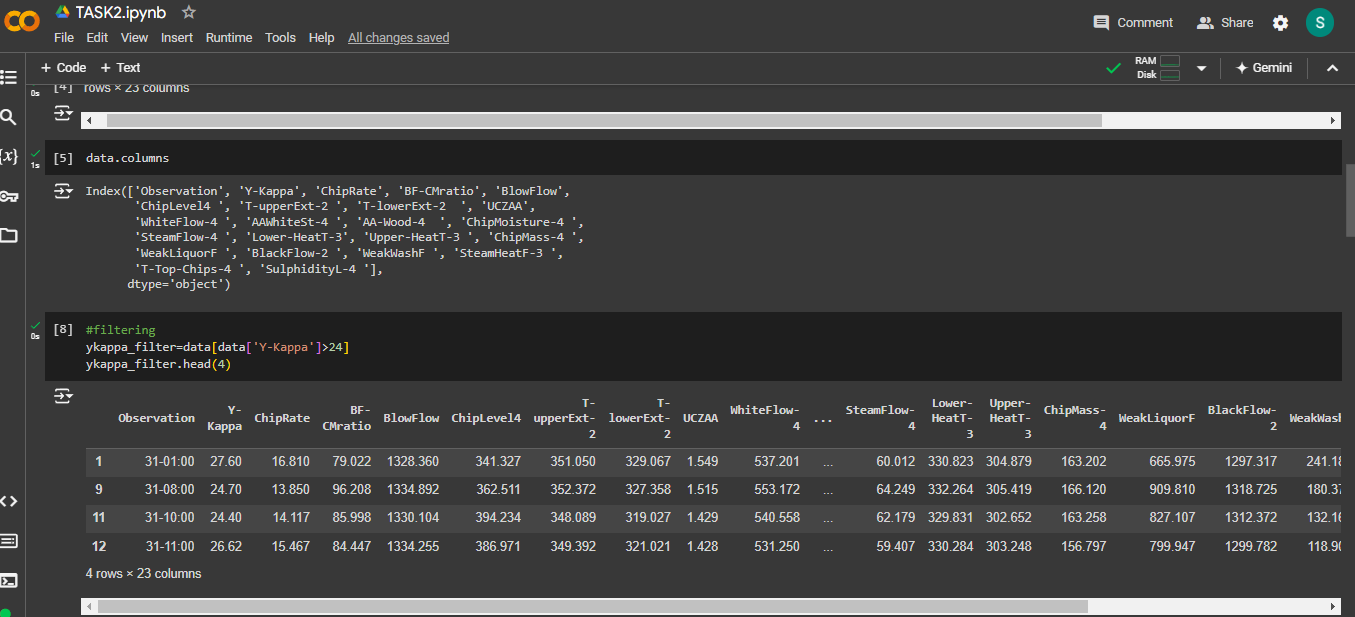 TASK2.ipynb
File Edit View Insert Runtime Tools Help All changes saved
Comment Share S
+ Code + Text
RAM
Disk
Gemini
0s
[4] rows × 23 columns
1s
[5] data.columns
Index(['Observation', 'Y-Kappa', 'ChipRate', 'BF-CMratio', 'BlowFlow',
'ChipLevel4 ', 'T-upperExt-2 ', 'T-lowerExt-2  ', 'UCZAA',
'WhiteFlow-4 ', 'AAWhiteSt-4 ', 'AA-Wood-4  ', 'ChipMoisture-4 ',
'SteamFlow-4 ', 'Lower-HeatT-3', 'Upper-HeatT-3 ', 'ChipMass-4 ',
'WeakLiquorF ', 'BlackFlow-2 ', 'WeakWashF ', 'SteamHeatF-3 ',
'T-Top-Chips-4 ', 'SulphidityL-4 '],
dtype='object')
0s
[8] #filtering
ykappa_filter=data[data['Y-Kappa']>24]
ykappa_filter.head(4)
Observation Y-Kappa ChipRate BF-CMratio BlowFlow ChipLevel4 T-upperExt-2 T-lowerExt-2 UCZAA WhiteFlow-4 ... SteamFlow-4 Lower-HeatT-3 Upper-HeatT-3 ChipMass-4 WeakLiquorF BlackFlow-2 WeakWash
1 31-01:00 27.60 16.810 79.022 1328.360 341.327 351.050 329.067 1.549 537.201 ... 60.012 330.823 304.879 163.202 665.975 1297.317 241.18
9 31-08:00 24.70 13.850 96.208 1334.892 362.511 352.372 327.358 1.515 553.172 ... 64.249 332.264 305.419 166.120 909.810 1318.725 180.37
11 31-10:00 24.40 14.117 85.998 1330.104 394.234 348.089 319.027 1.429 540.558 ... 62.179 329.831 302.652 163.258 827.107 1312.372 132.16
12 31-11:00 26.62 15.467 84.447 1334.255 386.971 349.392 321.021 1.428 531.250 ... 59.407 330.284 303.248 156.797 799.947 1299.782 118.90
4 rows × 23 columns